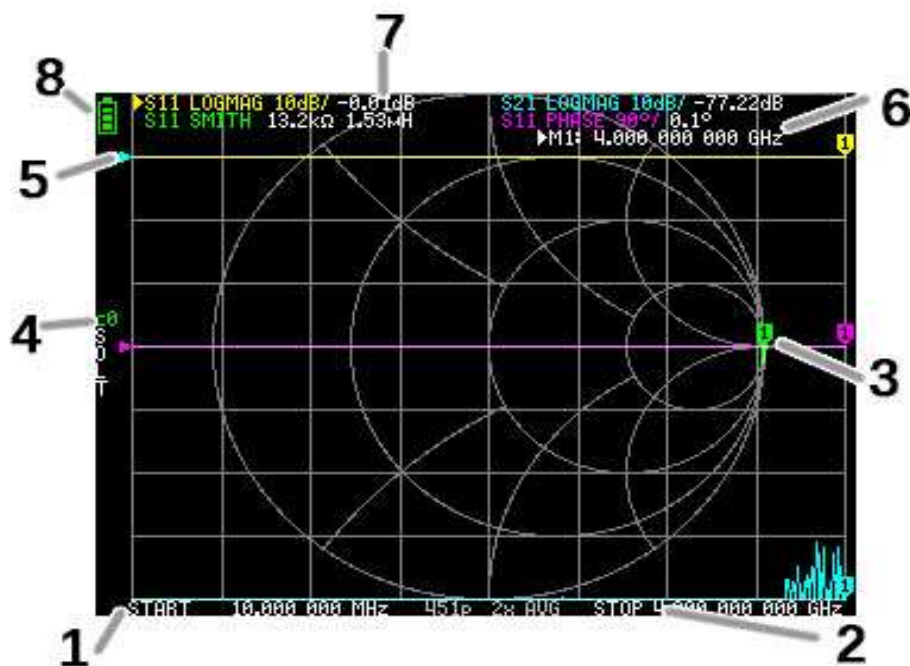 7
8
S11 LOGMAG 10dB/ -0.01dB S21 LOGMAG 10dB/ -77.22dB
S11 SMITH 13.2kΩ 1.53µH S11 PHASE 90°/ 0.1°
6
M1: 4.000 000 000 GHz
1
5
4
c0
S
O
L
T
1
1
3
1
START 10.000 000 MHz 451p 2x AVG STOP 4.000 000 000 GHz
1
2